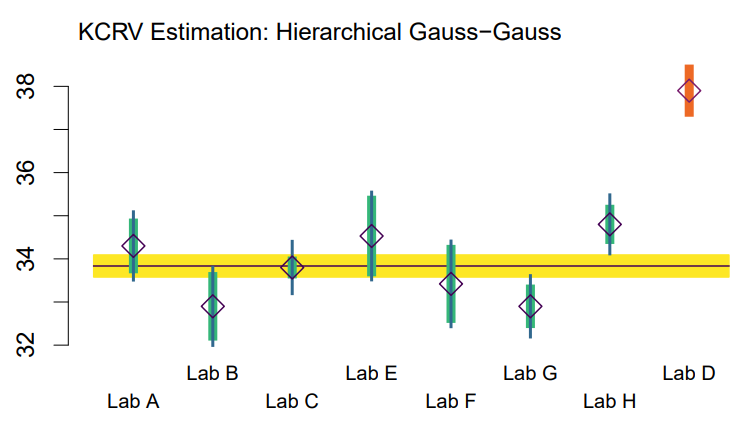 KCRV Estimation: Hierarchical Gauss−Gauss
38
36
34
32
Lab B Lab E Lab G Lab D
Lab A Lab C Lab F Lab H